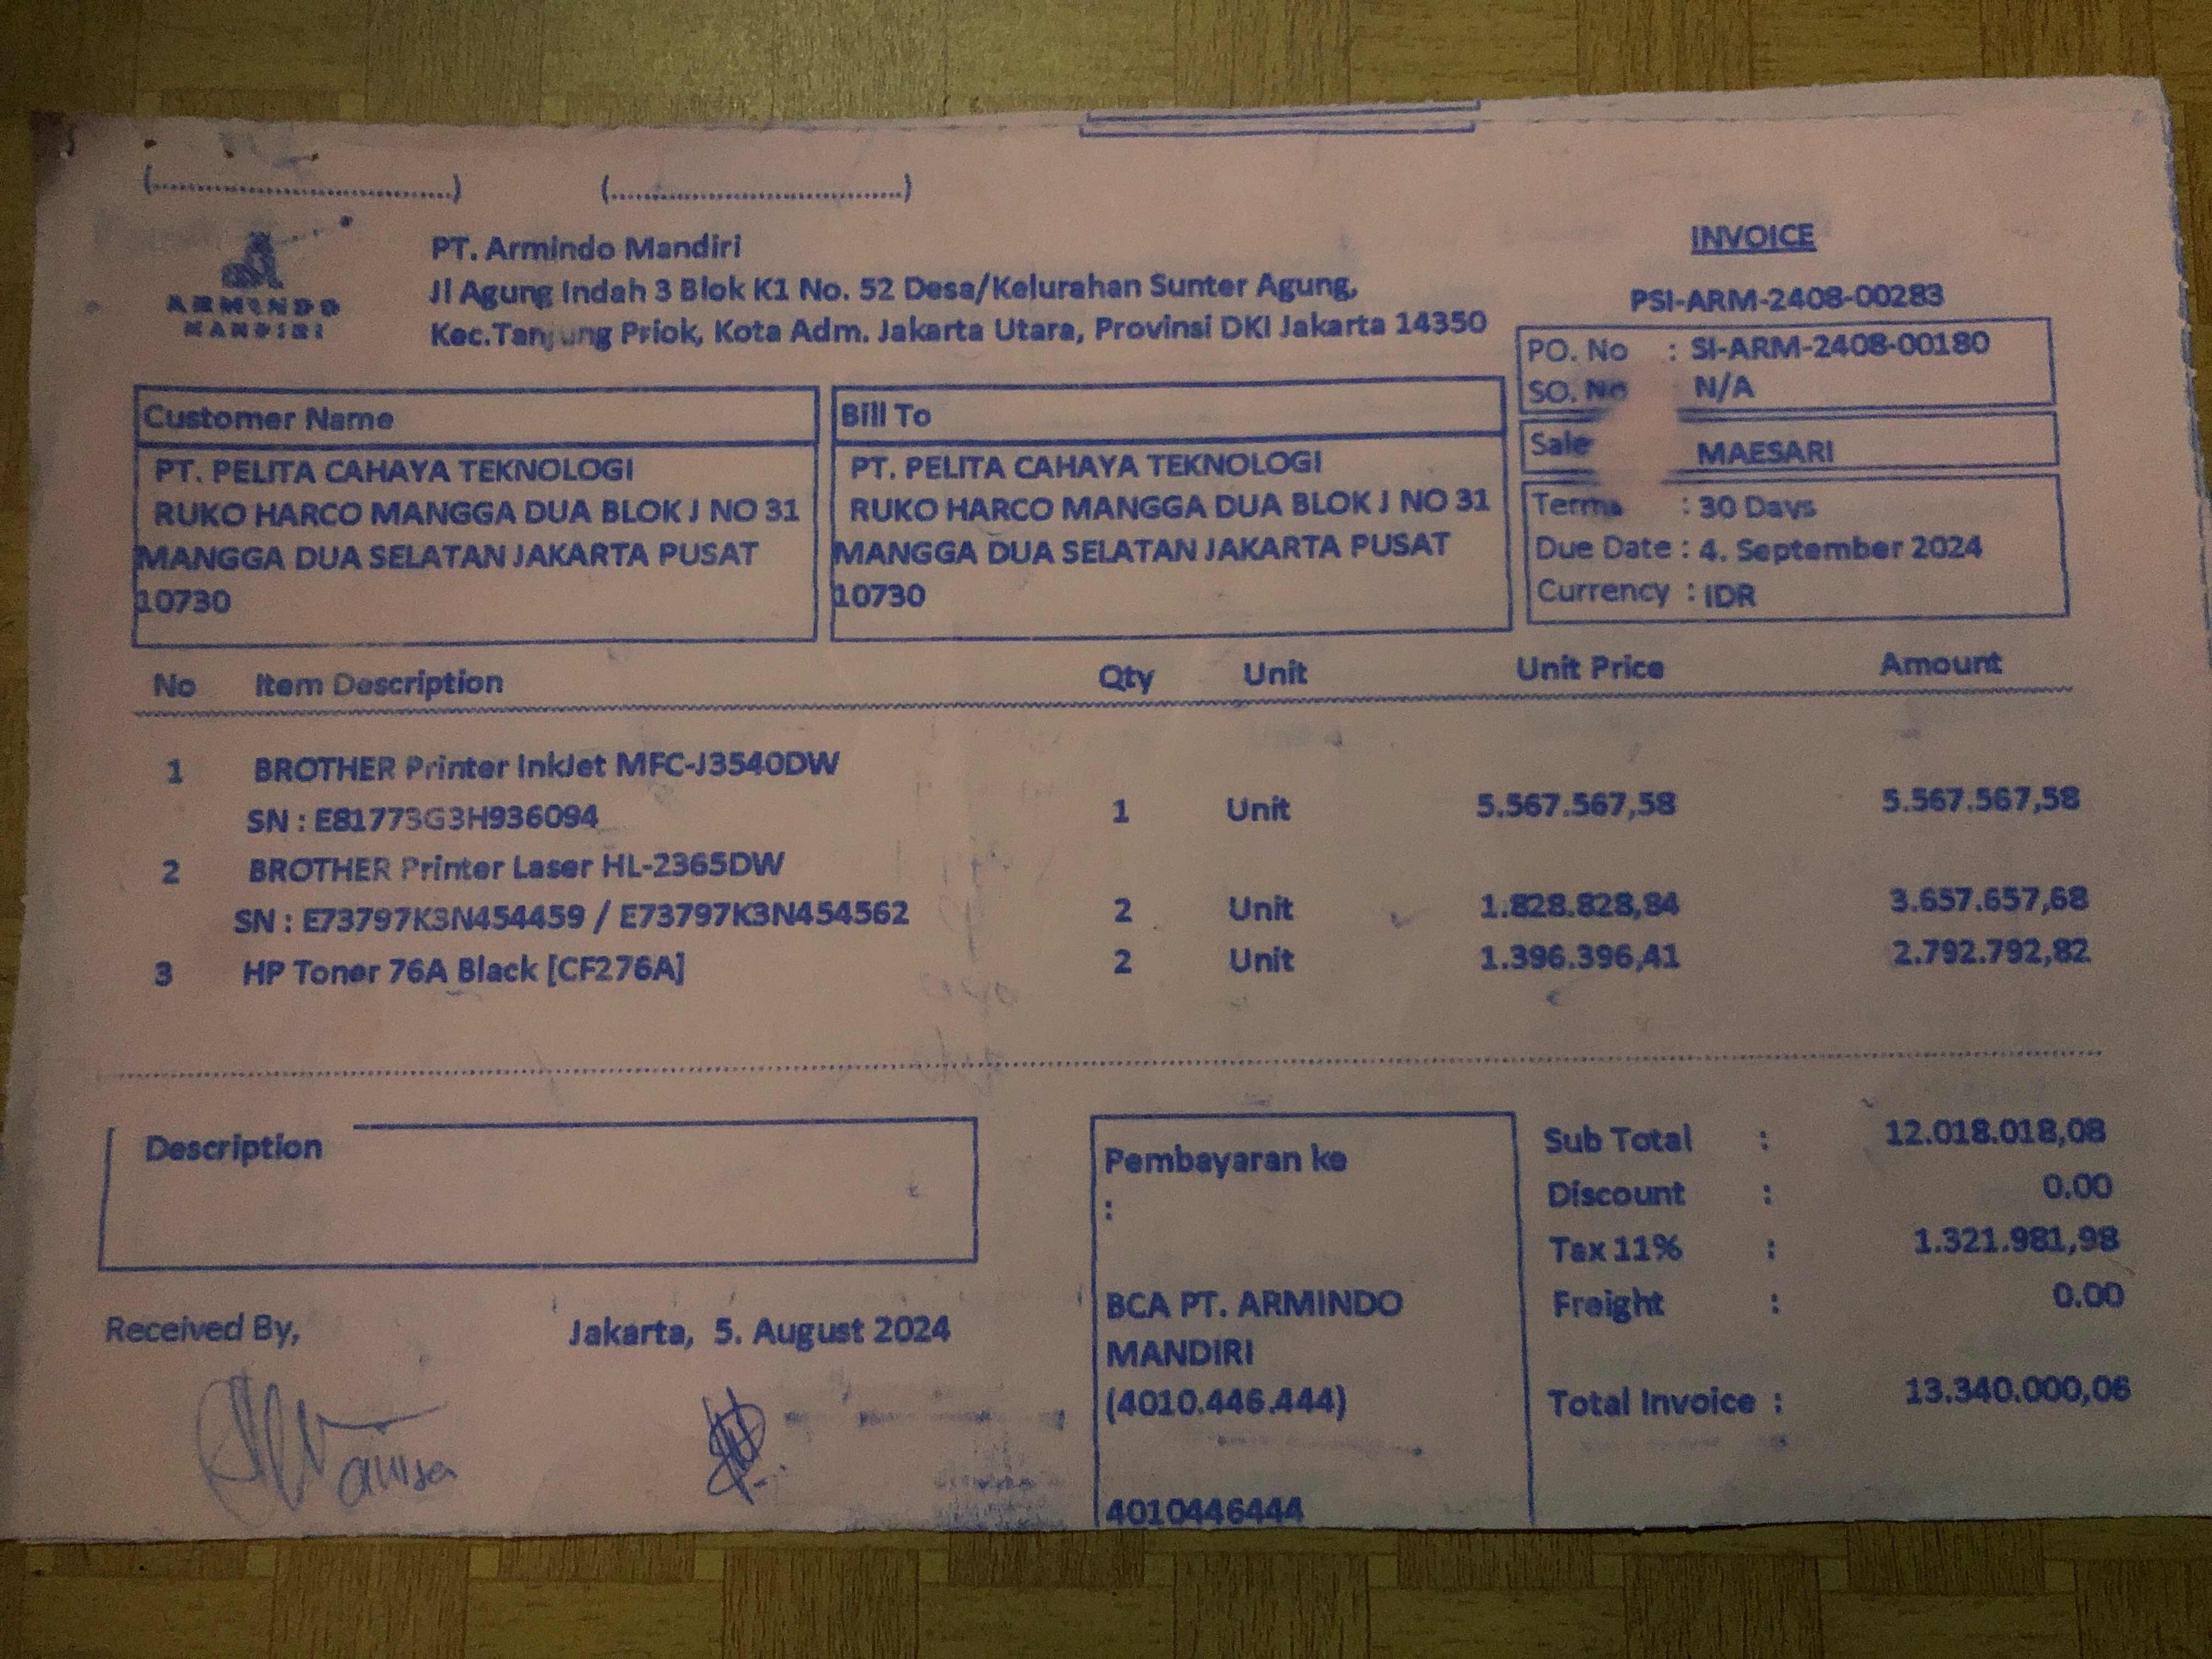 (..............................) (..............................)
ARMINDO
MANDIRI
PT. Armindo Mandiri
Jl Agung Indah 3 Blok K1 No. 52 Desa/Kelurahan Sunter Agung,
Kec.Tanjung Priok, Kota Adm. Jakarta Utara, Provinsi DKI Jakarta 14350
INVOICE
PSI-ARM-2408-00283
PO. No : SI-ARM-2408-00180
SO. No N/A
Sale MAESARI
Terms : 30 Days
Due Date : 4. September 2024
Currency : IDR
Customer Name
PT. PELITA CAHAYA TEKNOLOGI
RUKO HARCO MANGGA DUA BLOK J NO 31
MANGGA DUA SELATAN JAKARTA PUSAT
10730
Bill To
PT. PELITA CAHAYA TEKNOLOGI
RUKO HARCO MANGGA DUA BLOK J NO 31
MANGGA DUA SELATAN JAKARTA PUSAT
10730
No Item Description Qty Unit Unit Price Amount
1 BROTHER Printer InkJet MFC-J3540DW
SN : E81773G3H936094 1 Unit 5.567.567,58 5.567.567,58
2 BROTHER Printer Laser HL-2365DW
SN : E73797K3N454459 / E73797K3N454562 2 Unit 1.828.828,84 3.657.657,68
3 HP Toner 76A Black [CF276A] 2 Unit 1.396.396,41 2.792.792,82
Description
Pembayaran ke
:
BCA PT. ARMINDO
MANDIRI
(4010.446.444)
4010446444
Sub Total : 12.018.018,08
Discount : 0.00
Tax 11% : 1.321.981,98
Freight : 0.00
Total Invoice : 13.340.000,06
Received By,
Jakarta, 5. August 2024